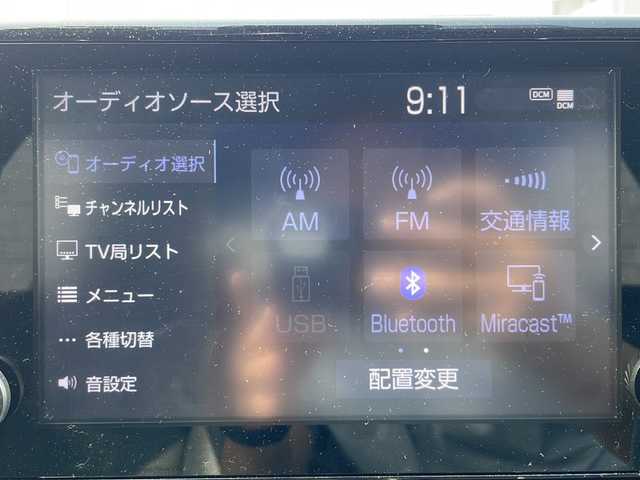 オーディオソース選択
9:11
DCM
DCM
オーディオ選択
チャンネルリスト
TV局リスト
メニュー
各種切替
音設定
AM
FM
交通情報
USB
Bluetooth
Miracast™
配置変更